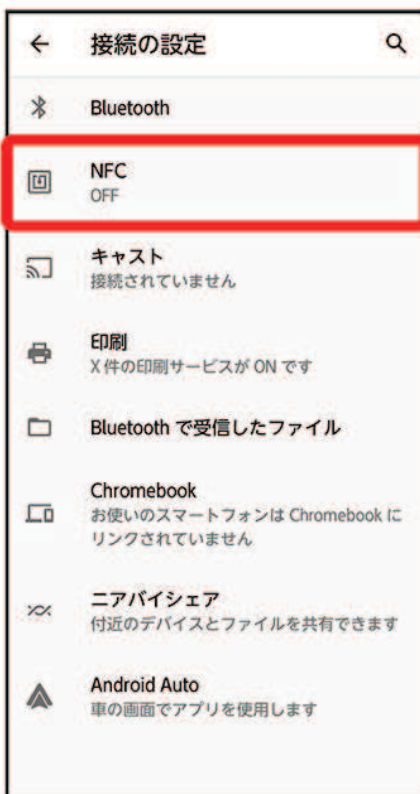 接続の設定
Bluetooth
NFC
OFF
キャスト
接続されていません
印刷
X 件の印刷サービスが ON です
Bluetooth で受信したファイル
Chromebook
お使いのスマートフォンは Chromebook に
リンクされていません
ニアバイシェア
付近のデバイスとファイルを共有できます
Android Auto
車の画面でアプリを使用します